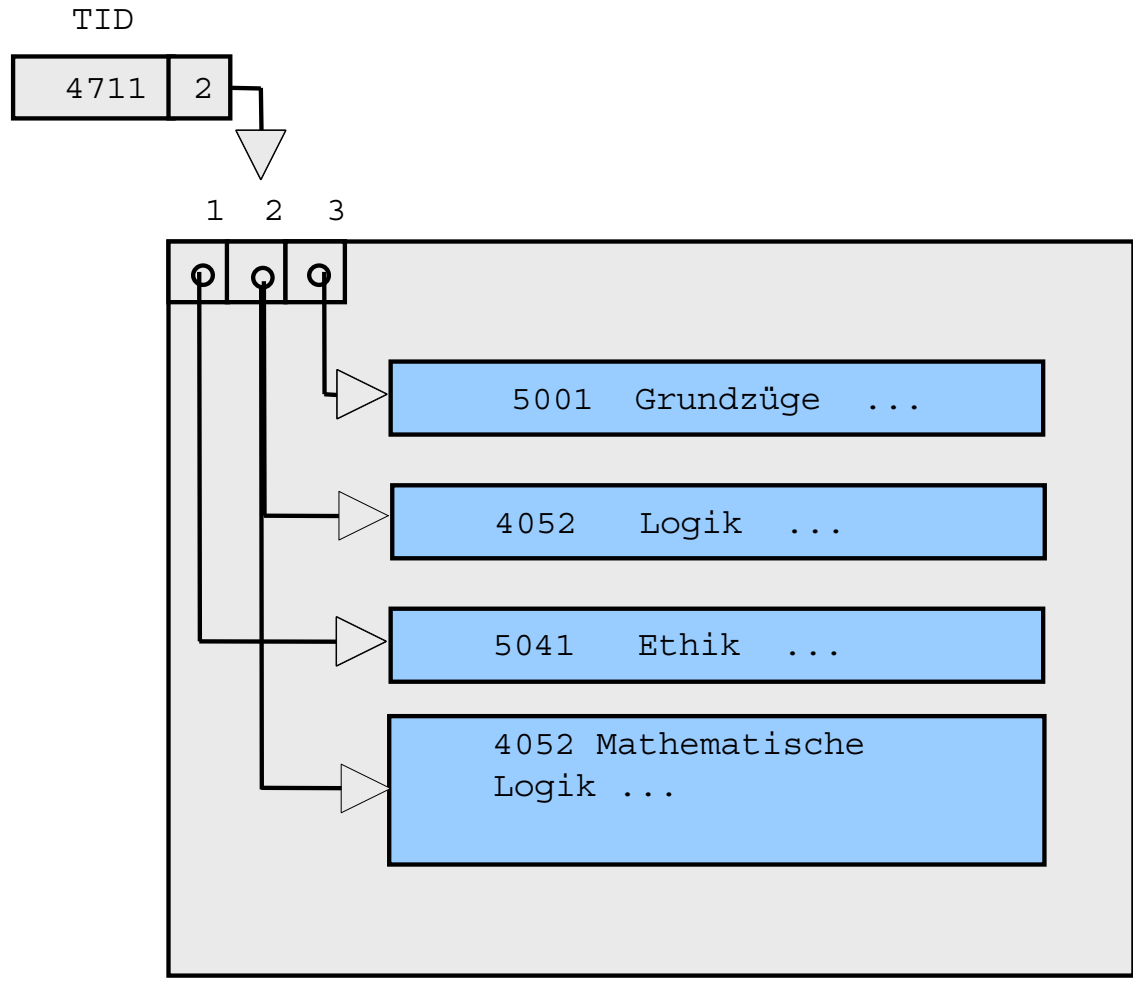 TID
4711 2
1 2 3
5001 Grundzüge ...
4052 Logik ...
5041 Ethik ...
4052 Mathematische
Logik ...